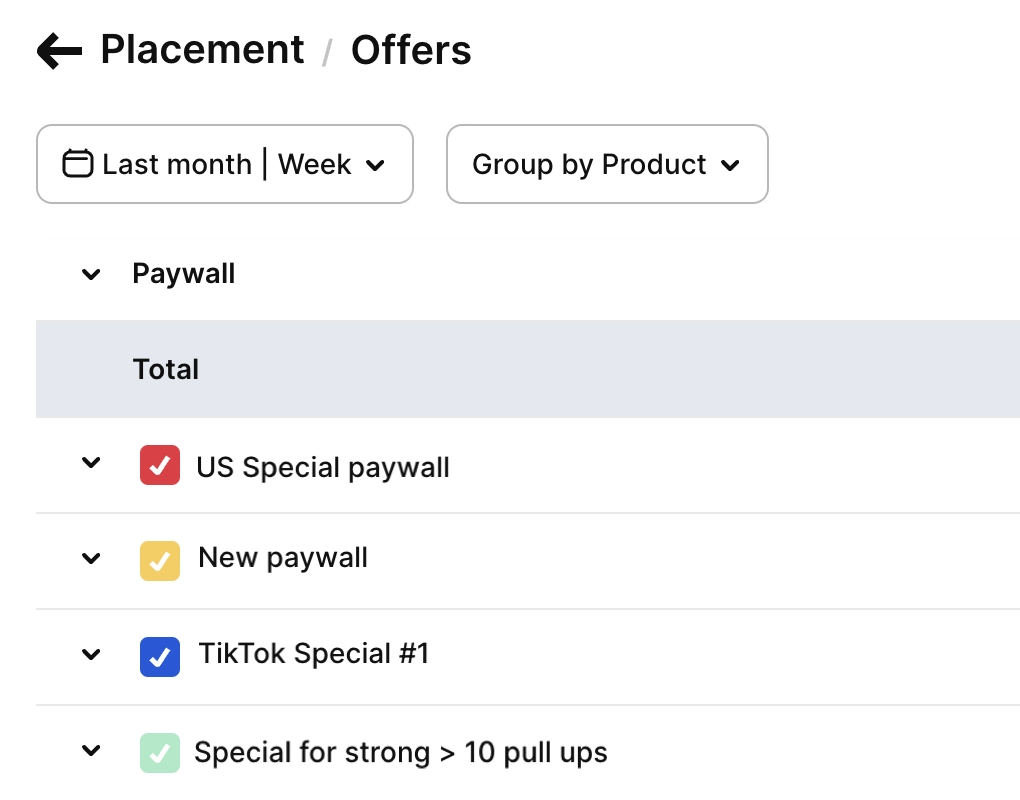 Placement / Offers
Last month | Week Group by Product
Paywall
Total
US Special paywall
New paywall
TikTok Special #1
Special for strong > 10 pull ups